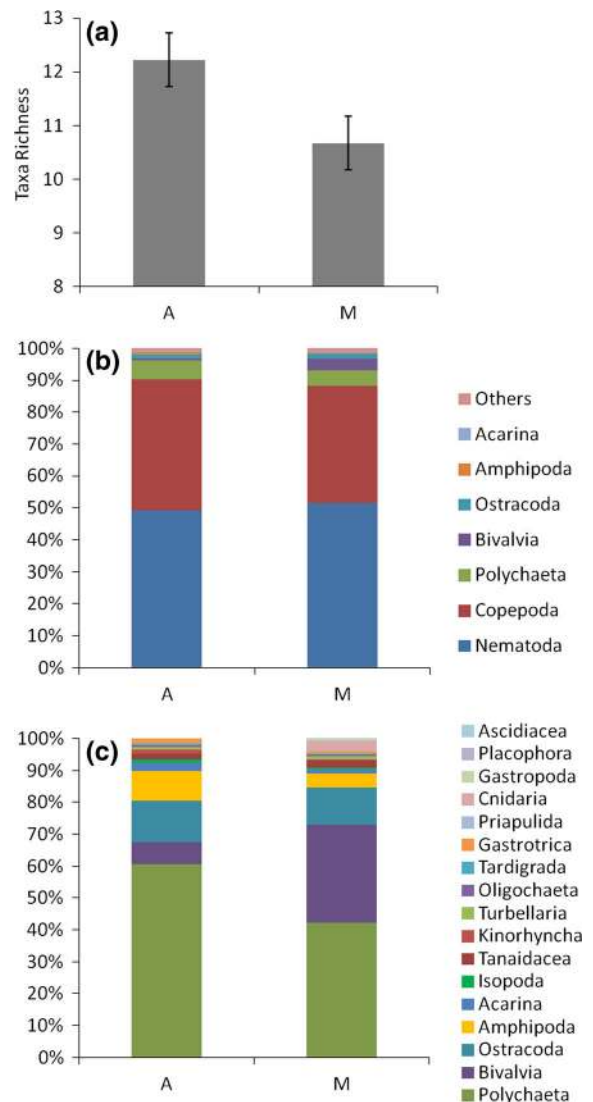 (a)
Taxa Richness
13
12
11
10
9
8
A M
(b)
100%
90%
80%
70%
60%
50%
40%
30%
20%
10%
0%
A M
Others
Acarina
Amphipoda
Ostracoda
Bivalvia
Polychaeta
Copepoda
Nematoda
(c)
100%
90%
80%
70%
60%
50%
40%
30%
20%
10%
0%
A M
Ascidiacea
Placophora
Gastropoda
Cnidaria
Priapulida
Gastrotrica
Tardigrada
Oligochaeta
Turbellaria
Kinorhyncha
Tanaidacea
Isopoda
Acarina
Amphipoda
Ostracoda
Bivalvia
Polychaeta